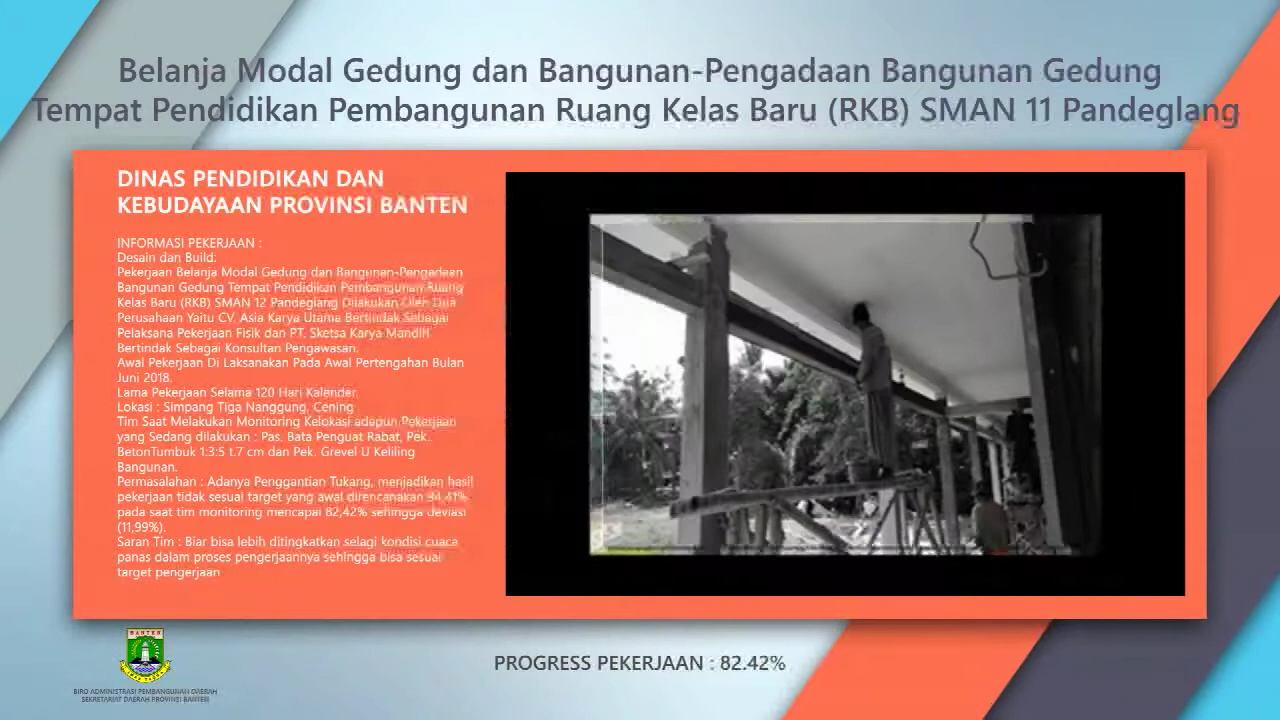 Belanja Modal Gedung dan Bangunan-Pengadaan Bangunan Gedung
Tempat Pendidikan Pembangunan Ruang Kelas Baru (RKB) SMAN 11 Pandeglang
DINAS PENDIDIKAN DAN
KEBUDAYAAN PROVINSI BANTEN
INFORMASI PEKERJAAN :
Desain dan Build:
Pekerjaan Belanja Modal Gedung dan Bangunan-Pengadaan
Bangunan Gedung Tempat Pendidikan Pembangunan Ruang
Kelas Baru (RKB) SMAN 12 Pandeglang Dilakukan Oleh Dua
Perusahaan Yaitu CV. Asia Karya Utama Bertindak Sebagai
Pelaksana Pekerjaan Fisik dan PT. Sketsa Karya Mandiri
Bertindak Sebagai Konsultan Pengawasan.
Awal Pekerjaan Di Laksanakan Pada Awal Pertengahan Bulan
Juni 2018.
Lama Pekerjaan Selama 120 Hari Kalander.
Lokasi : Simpang Tiga Nanggung, Cening
Tim Saat Melakukan Monitoring Kelokasi adapun Pekerjaan
yang Sedang dilakukan : Pas. Bata Penguat Rabat, Pek.
BetonTumbuk 1:3:5 t.7 cm dan Pek. Grevel U Keliling
Bangunan.
Permasalahan : Adanya Penggantian Tukang, menjadikan hasil
pekerjaan tidak sesuai target yang awal direncanakan 94,41%
pada saat tim monitoring mencapai 82,42% sehingga deviasi
(11,99%).
Saran Tim : Biar bisa lebih ditingkatkan selagi kondisi cuaca
panas dalam proses pengerjaannya sehingga bisa sesuai
target pengerjaan
BANTEN
BIRO ADMINISTRASI PEMBANGUNAN DAERAH
SEKRETARIAT DAERAH PROVINSI BANTEN
PROGRESS PEKERJAAN : 82.42%